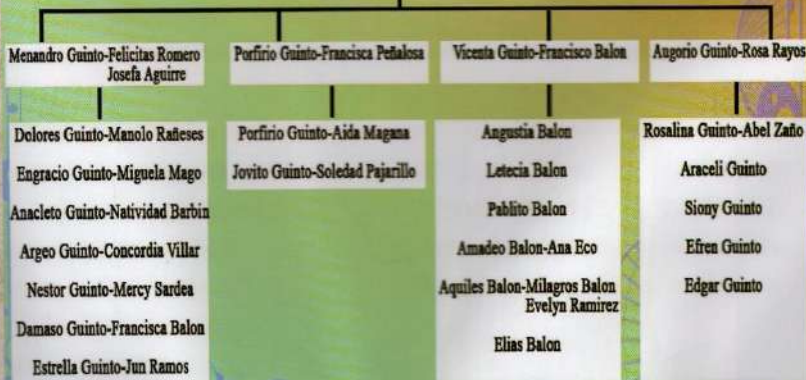 Menandro Guinto-Felicitas Romero
Josefa Aguirre
Porfirio Guinto-Francisca Peñalosa
Vicenta Guinto-Francisco Balon
Augorio Guinto-Rosa Rayos
Dolores Guinto-Manolo Rañeses
Engracio Guinto-Miguela Mago
Anacleto Guinto-Natividad Barbin
Argeo Guinto-Concordia Villar
Nestor Guinto-Mercy Sardea
Damaso Guinto-Francisca Balon
Estrella Guinto-Jun Ramos
Porfirio Guinto-Aida Magana
Jovito Guinto-Soledad Pajarillo
Angustia Balon
Letecia Balon
Pablito Balon
Amadeo Balon-Ana Eco
Aquiles Balon-Milagros Balon
Evelyn Ramirez
Elias Balon
Rosalina Guinto-Abel Zaño
Araceli Guinto
Siony Guinto
Efren Guinto
Edgar Guinto